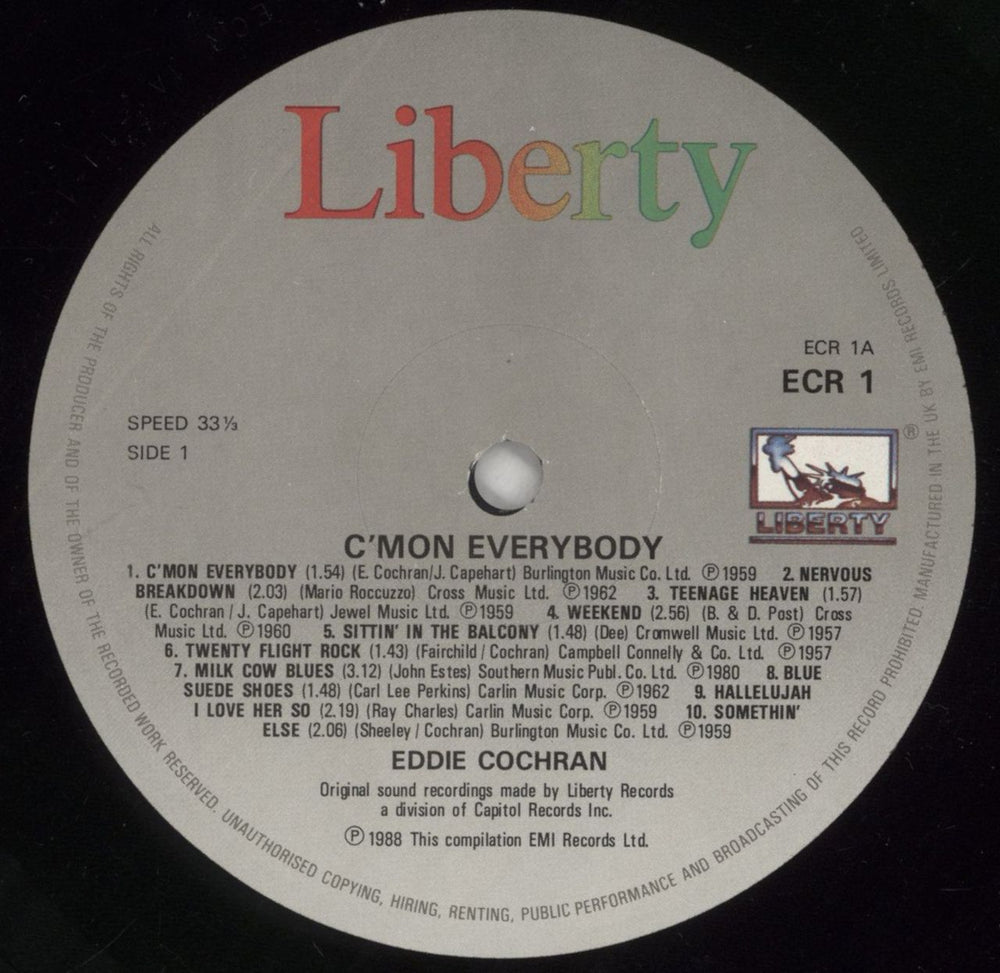 Liberty
ECR 1A
ECR 1
SPEED 33 ⅓
SIDE 1
®
LIBERTY
C'MON EVERYBODY
1. C'MON EVERYBODY (1.54) (E. Cochran/J. Capehart) Burlington Music Co. Ltd. ℗ 1959 2. NERVOUS
BREAKDOWN (2.03) (Mario Roccuzzo) Cross Music Ltd. ℗ 1962 3. TEENAGE HEAVEN (1.57)
(E. Cochran / J. Capehart) Jewel Music Ltd. ℗ 1959 4. WEEKEND (2.56) (B. & D. Post) Cross
Music Ltd. ℗ 1960 5. SITTIN' IN THE BALCONY (1.48) (Dee) Cromwell Music Ltd. ℗ 1957
6. TWENTY FLIGHT ROCK (1.43) (Fairchild / Cochran) Campbell Connelly & Co. Ltd. ℗ 1957
7. MILK COW BLUES (3.12) (John Estes) Southern Music Publ. Co. Ltd. ℗ 1980 8. BLUE
SUEDE SHOES (1.48) (Carl Lee Perkins) Carlin Music Corp. ℗ 1962 9. HALLELUJAH
I LOVE HER SO (2.19) (Ray Charles) Carlin Music Corp. ℗ 1959 10. SOMETHIN'
ELSE (2.06) (Sheeley / Cochran) Burlington Music Co. Ltd. ℗ 1959
EDDIE COCHRAN
Original sound recordings made by Liberty Records
a division of Capitol Records Inc.
℗ 1988 This compilation EMI Records Ltd.
ALL RIGHTS OF THE PRODUCER AND OF THE OWNER OF THE RECORDED WORK RESERVED. UNAUTHORISED COPYING, HIRING, RENTING, PUBLIC PERFORMANCE AND BROADCASTING OF THIS RECORD PROHIBITED. MANUFACTURED IN THE UK BY EMI RECORDS LIMITED